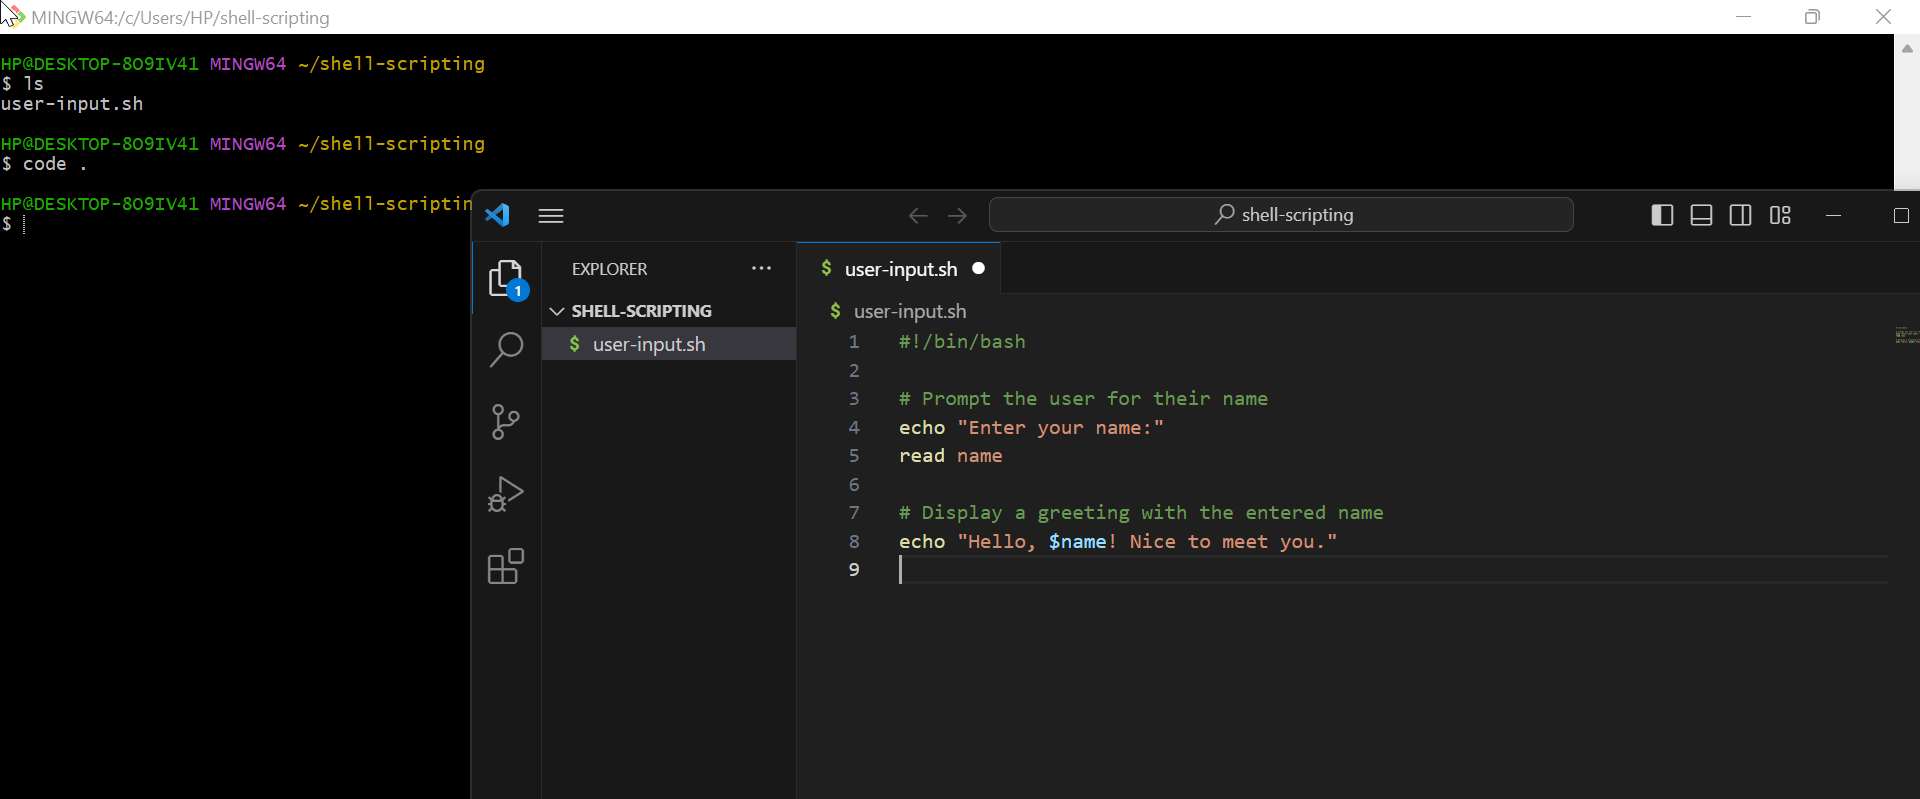 MINGW64:/c/Users/HP/shell-scripting
HP@DESKTOP-8O9IV41 MINGW64 ~/shell-scripting
$ ls
user-input.sh
HP@DESKTOP-8O9IV41 MINGW64 ~/shell-scripting
$ code .
HP@DESKTOP-8O9IV41 MINGW64 ~/shell-scriptin
$
shell-scripting
1
EXPLORER
SHELL-SCRIPTING
$ user-input.sh
$ user-input.sh
$ user-input.sh
1 #!/bin/bash
2
3 # Prompt the user for their name
4 echo "Enter your name:"
5 read name
6
7 # Display a greeting with the entered name
8 echo "Hello, $name! Nice to meet you."
9